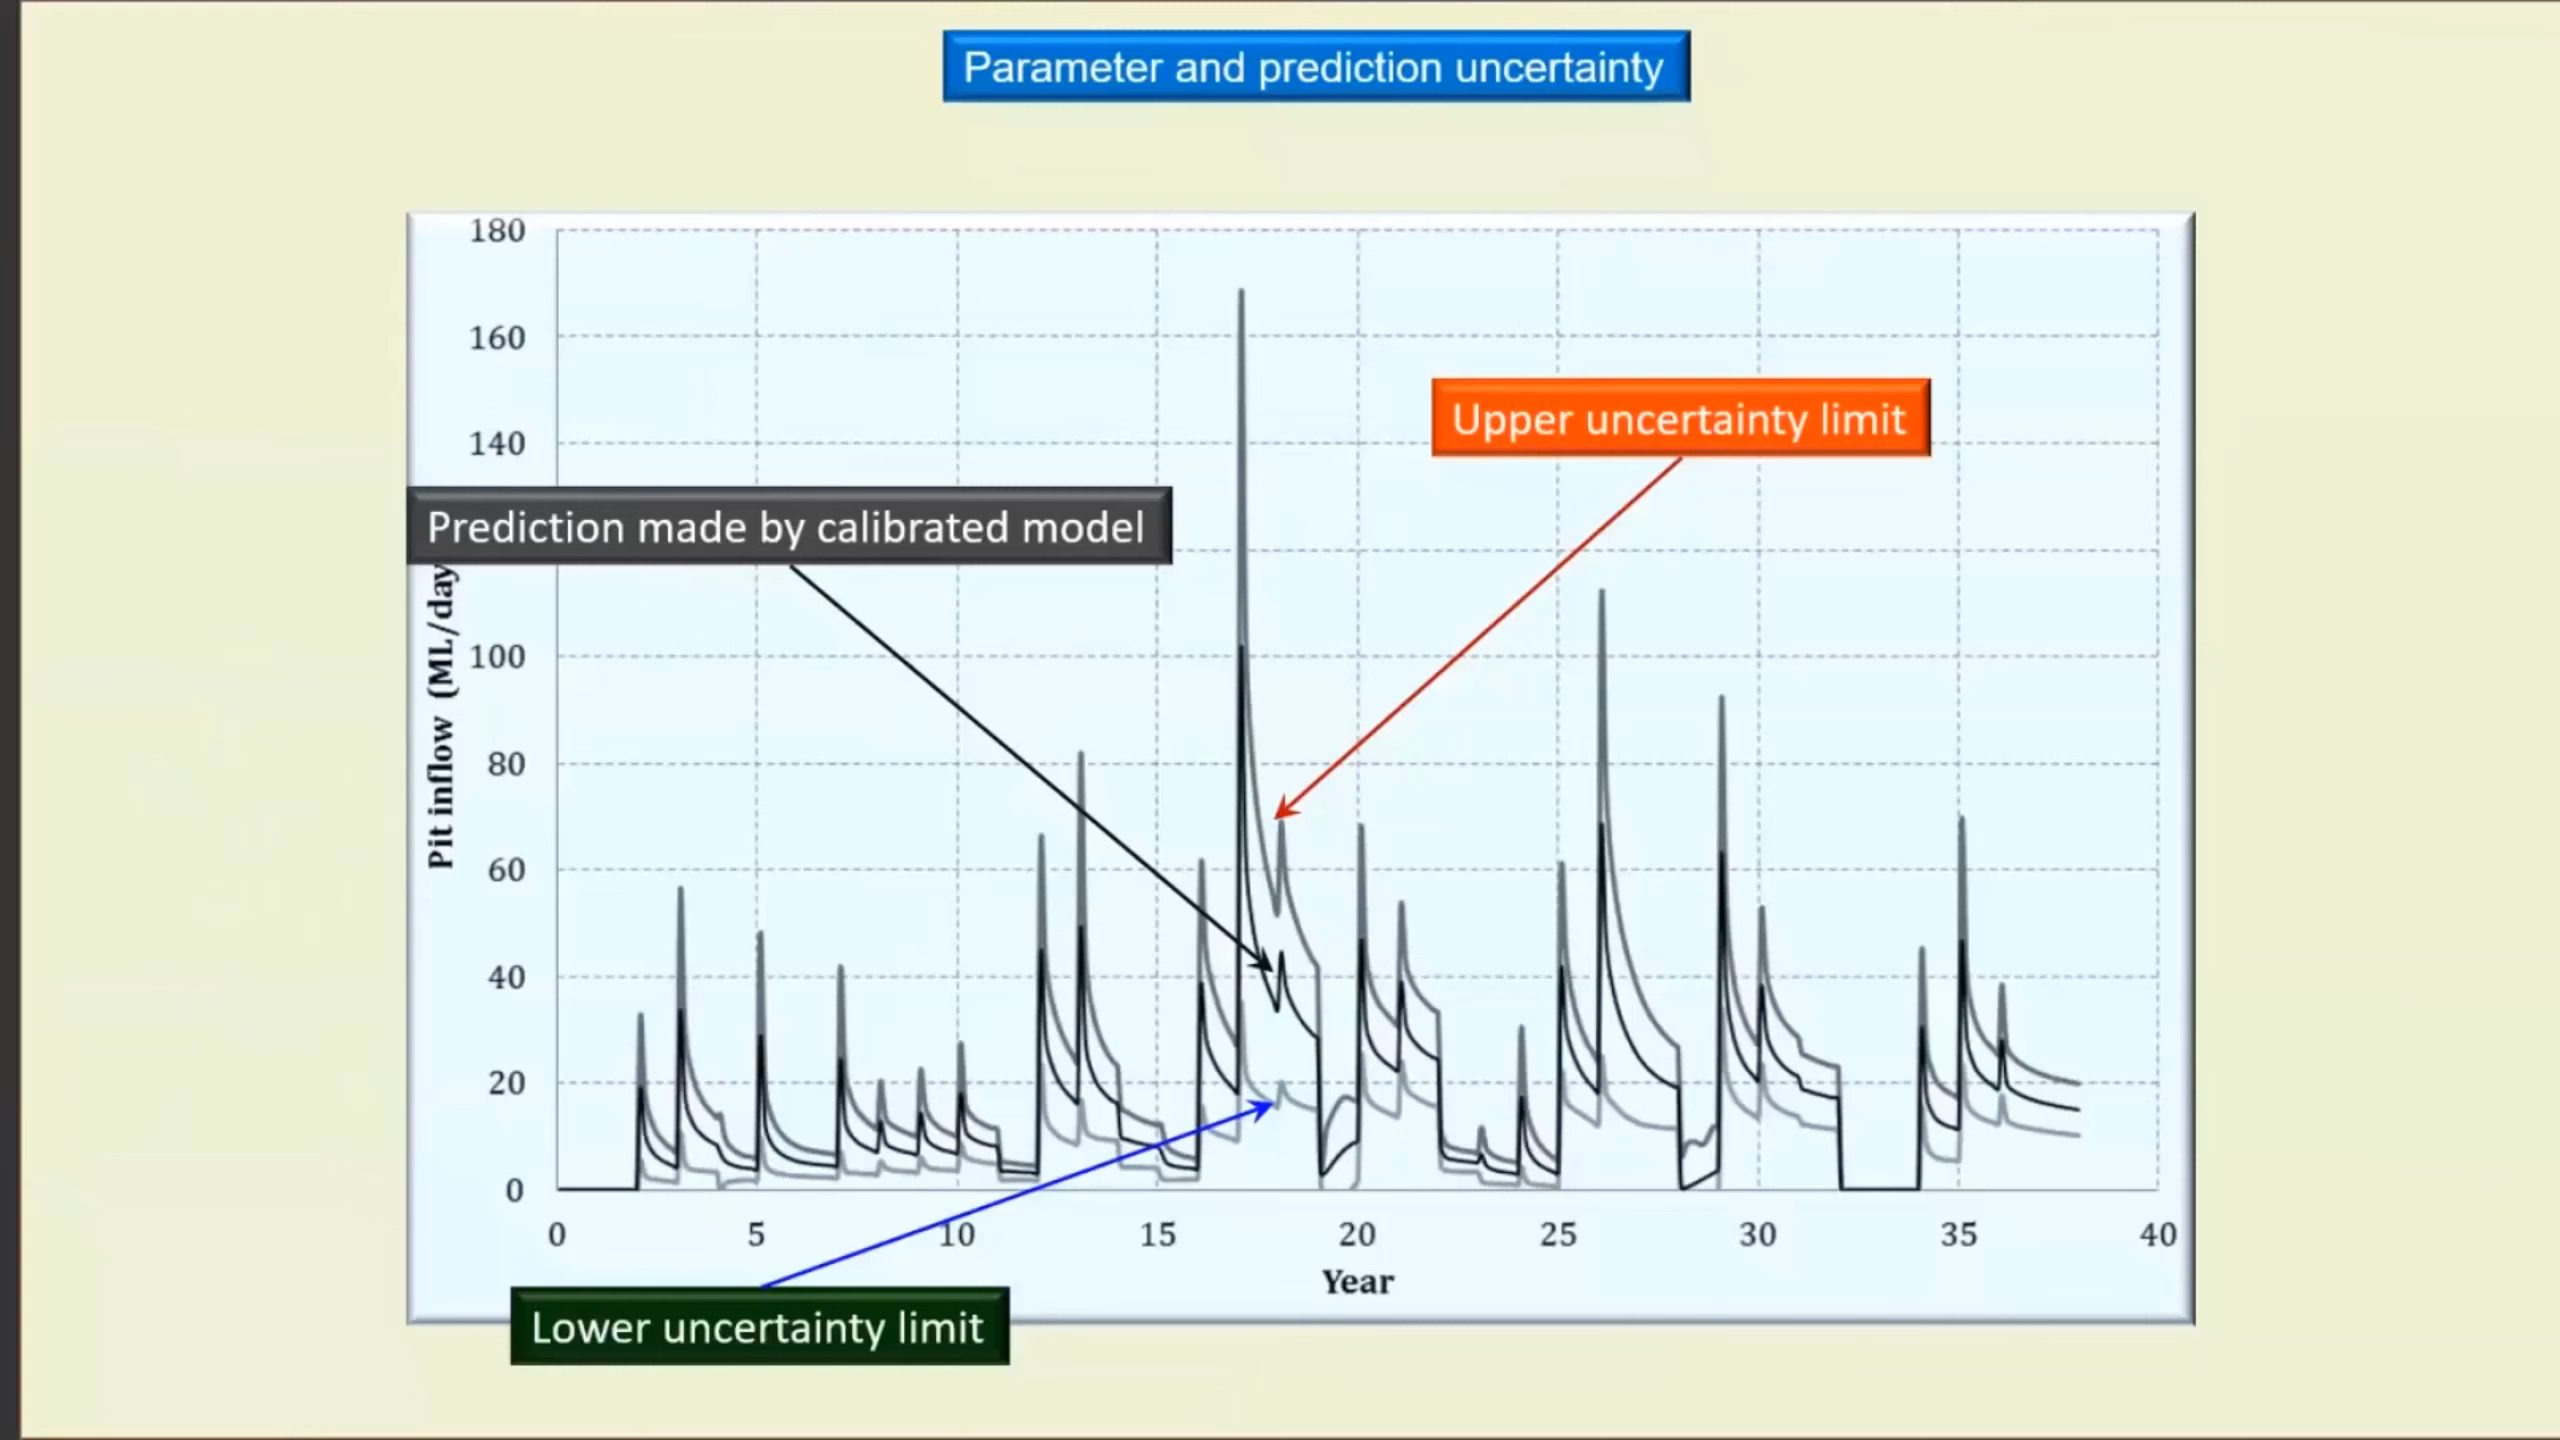 Parameter and prediction uncertainty
180
160
140
Upper uncertainty limit
Prediction made by calibrated model
Pit inflow (ML/day
100
80
60
40
20
0
0 5 10 15 20 25 30 35 40
Year
Lower uncertainty limit